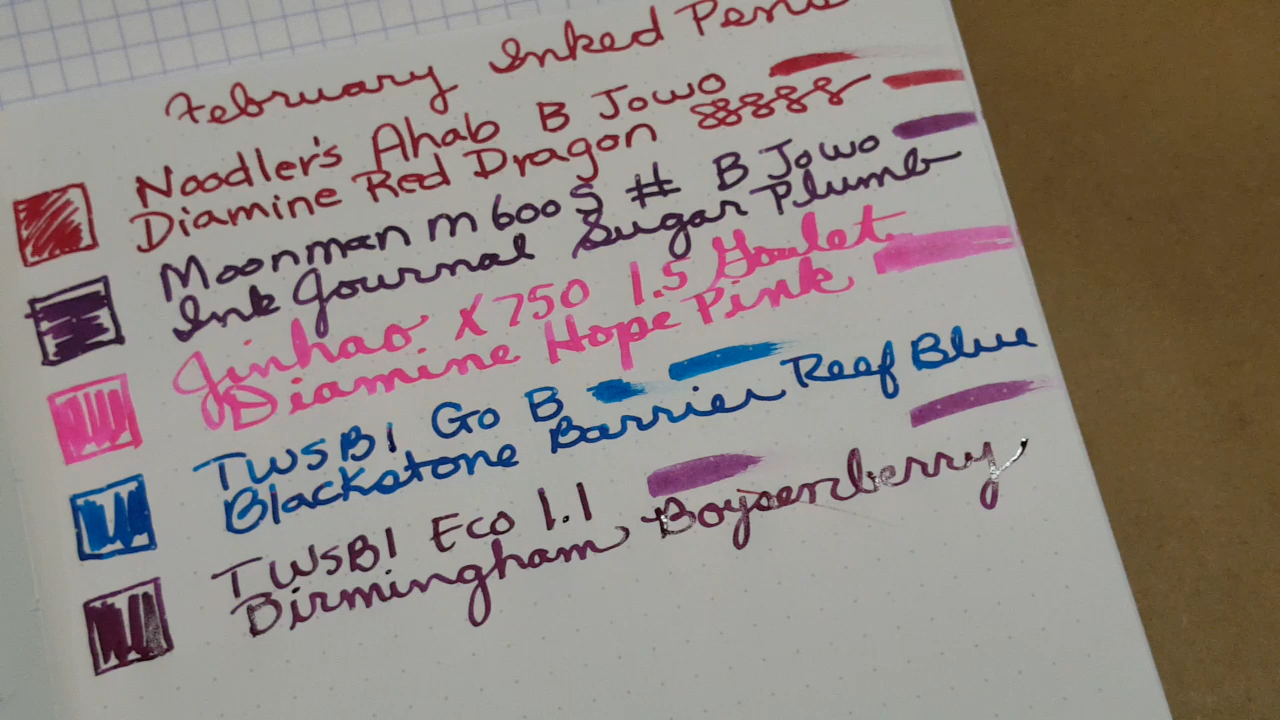 February Inked Pens
Noodler's Ahab B Jowo
Diamine Red Dragon
Moonman M600S # B Jowo
Ink Journal Sugar Plumb
Jinhao X750 1.5 Goulet
Diamine Hope Pink
TWSBI Go B
Blackstone Barrier Reef Blue
TWSBI Eco 1.1
Birmingham Boysenberry